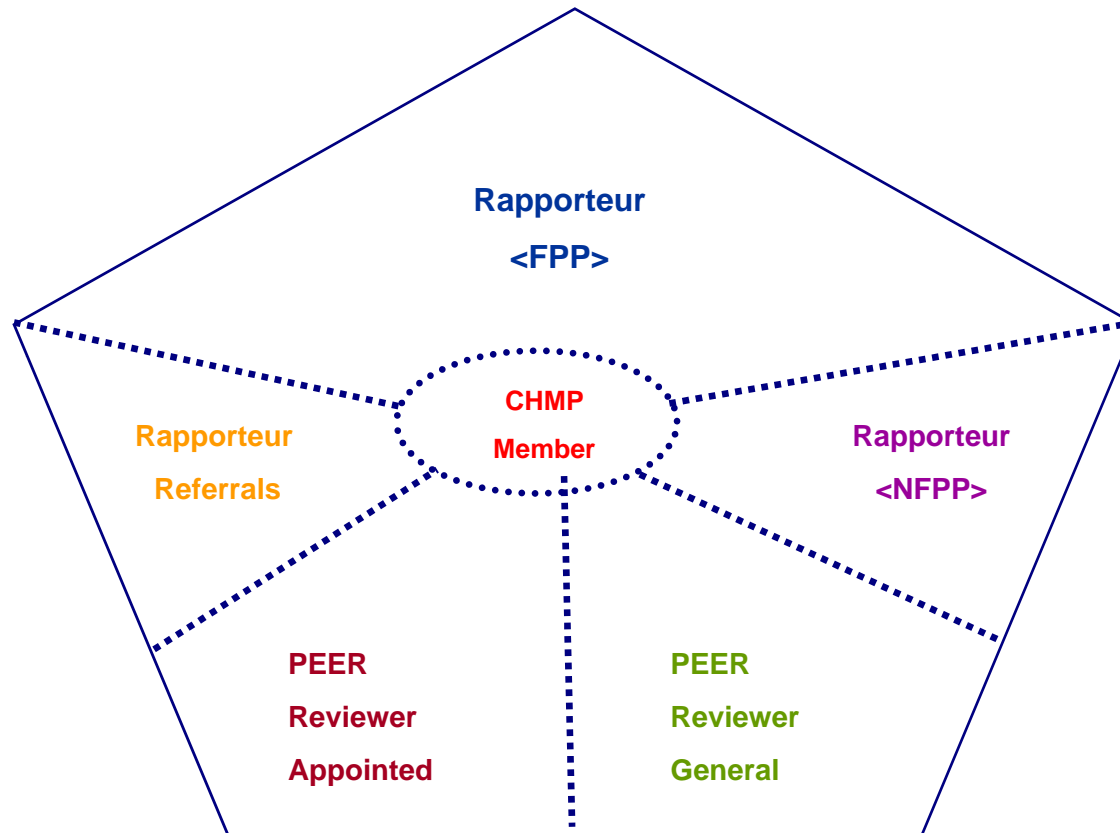 Rapporteur
<FPP>
CHMP
Member
Rapporteur
Referrals
Rapporteur
<NFPP>
PEER
Reviewer
Appointed
PEER
Reviewer
General